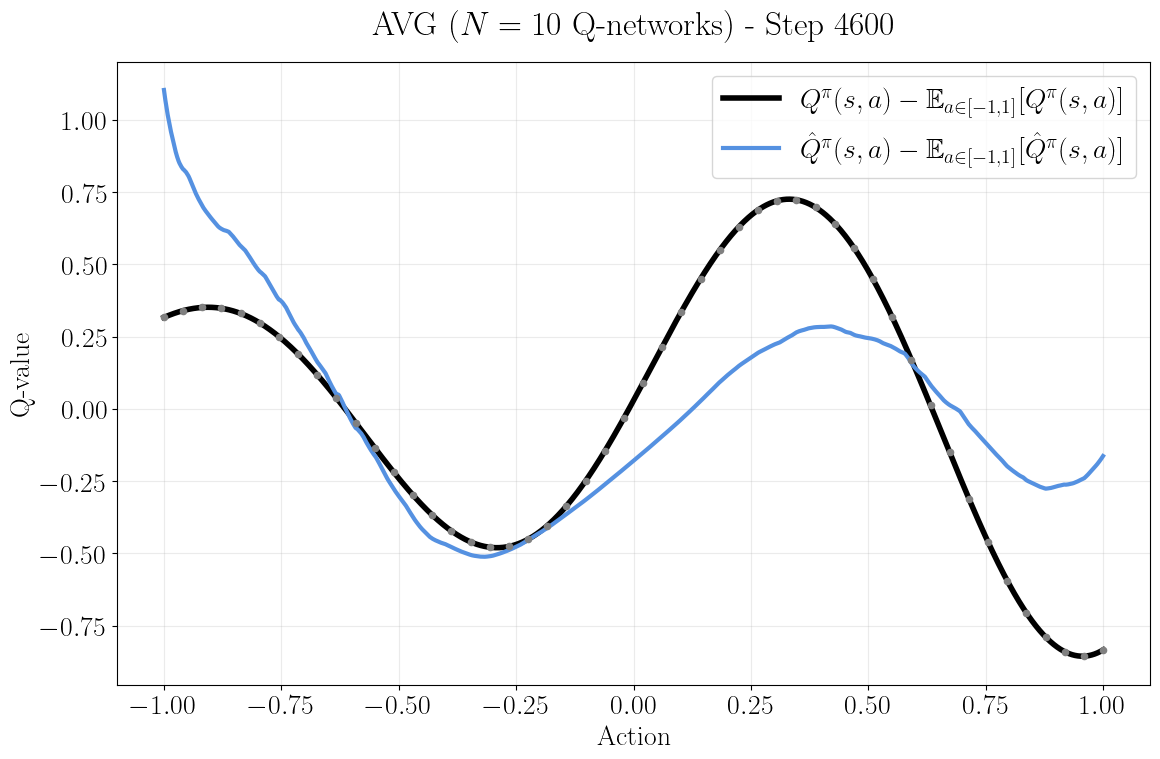 AVG (N = 10 Q-networks) - Step 4600
Q^π(s, a) − 𝔼_{a∈[−1,1]}[Q^π(s, a)]
Q̂^π(s, a) − 𝔼_{a∈[−1,1]}[Q̂^π(s, a)]
Q-value
1.00
0.75
0.50
0.25
0.00
−0.25
−0.50
−0.75
−1.00 −0.75 −0.50 −0.25 0.00 0.25 0.50 0.75 1.00
Action